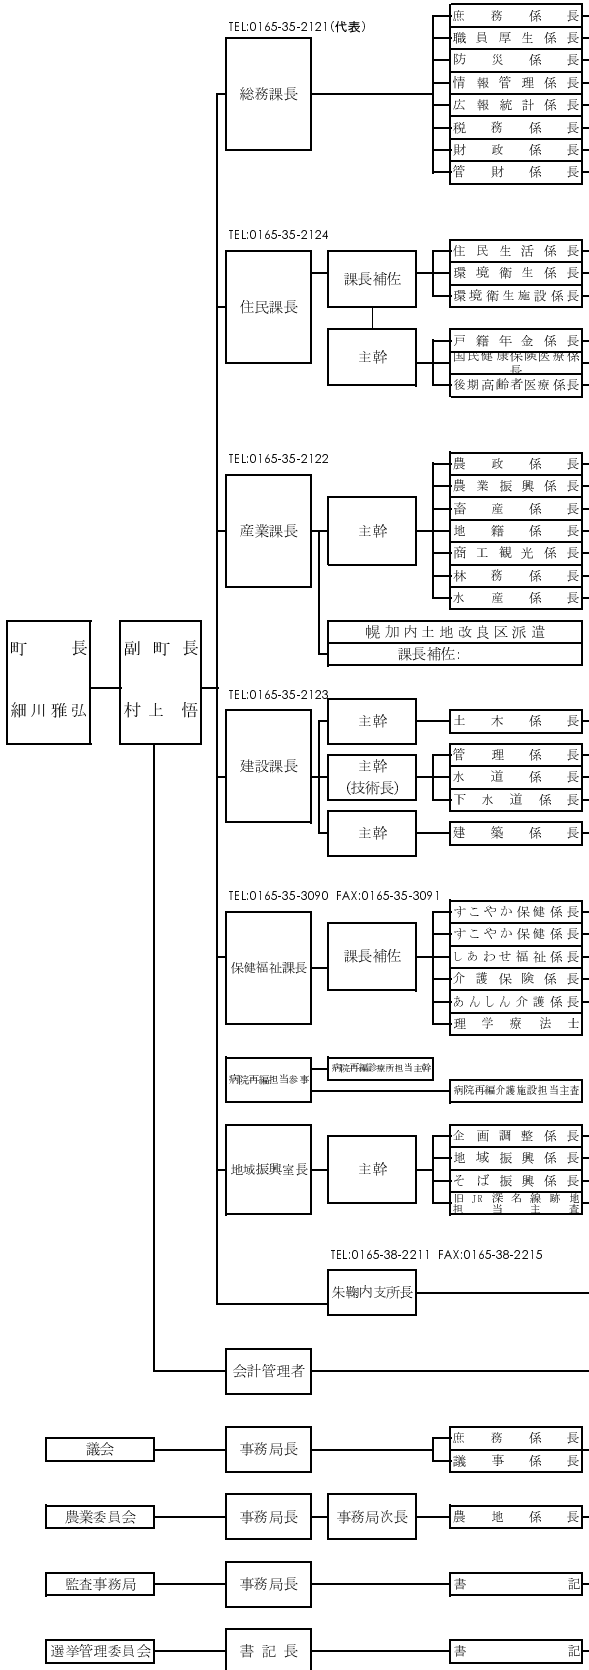 TEL:0165-35-2121(代表)
総務課長
庶務係長
職員厚生係長
防災係長
情報管理係長
広報統計係長
税務係長
財政係長
管財係長
TEL:0165-35-2124
住民課長
課長補佐
住民生活係長
環境衛生係長
環境衛生施設係長
主幹
戸籍年金係長
国民健康保険医療係
長
後期高齢者医療係長
TEL:0165-35-2122
産業課長
主幹
農政係長
農業振興係長
畜産係長
地籍係長
商工観光係長
林務係長
水産係長
幌加内土地改良区派遣
課長補佐:
町長
細川雅弘
副町長
村上悟
TEL:0165-35-2123
建設課長
主幹
土木係長
主幹
(技術長)
管理係長
水道係長
下水道係長
主幹
建築係長
TEL:0165-35-3090 FAX:0165-35-3091
保健福祉課長
課長補佐
すこやか保健係長
すこやか保健係長
しあわせ福祉係長
介護保険係長
あんしん介護係長
理学療法士
病院再編担当参事
病院再編診療所担当主幹
病院再編介護施設担当主査
地域振興室長
主幹
企画調整係長
地域振興係長
そば振興係長
旧JR深名線跡地
担当主査
TEL:0165-38-2211 FAX:0165-38-2215
朱鞠内支所長
会計管理者
議会
事務局長
庶務係長
議事係長
農業委員会
事務局長
事務局次長
農地係長
監査事務局
事務局長
書記
選挙管理委員会
書記長
書記